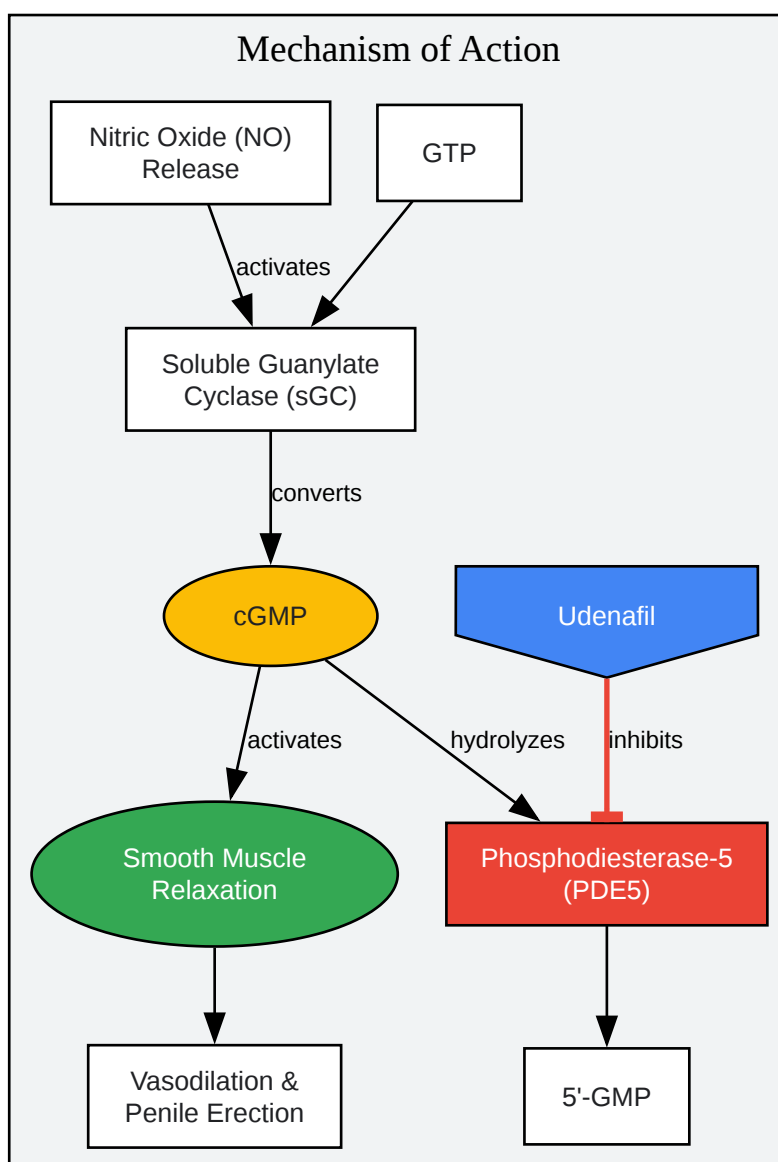 Mechanism of Action
Nitric Oxide (NO)
Release
GTP
activates
Soluble Guanylate
Cyclase (sGC)
converts
cGMP
Udenafil
activates
hydrolyzes
inhibits
Smooth Muscle
Relaxation
Phosphodiesterase-5
(PDE5)
Vasodilation &
Penile Erection
5'-GMP